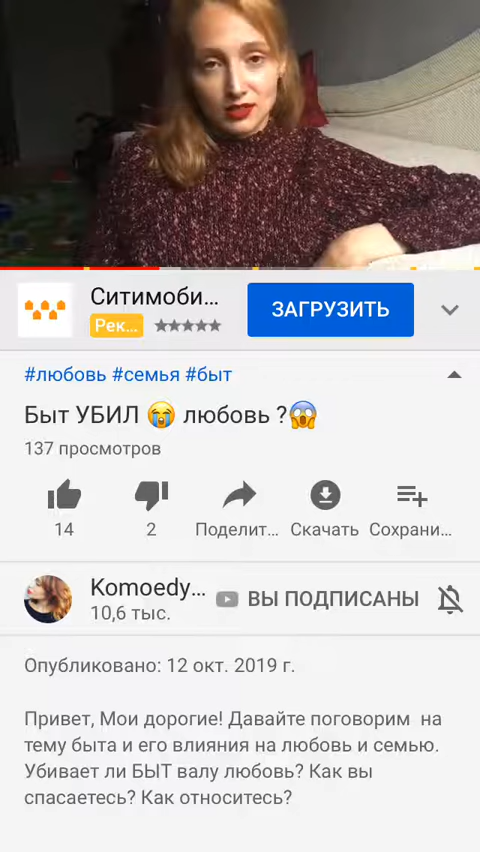 Ситимоби...
ЗАГРУЗИТЬ
Рек...
#любовь #семья #быт
Быт УБИЛ 😭 любовь ?😱
137 просмотров
14
2
Поделит...
Скачать
Сохрани...
Komoedy...
10,6 тыс.
ВЫ ПОДПИСАНЫ
Опубликовано: 12 окт. 2019 г.
Привет, Мои дорогие! Давайте поговорим на
тему быта и его влияния на любовь и семью.
Убивает ли БЫТ валу любовь? Как вы
спасаетесь? Как относитесь?